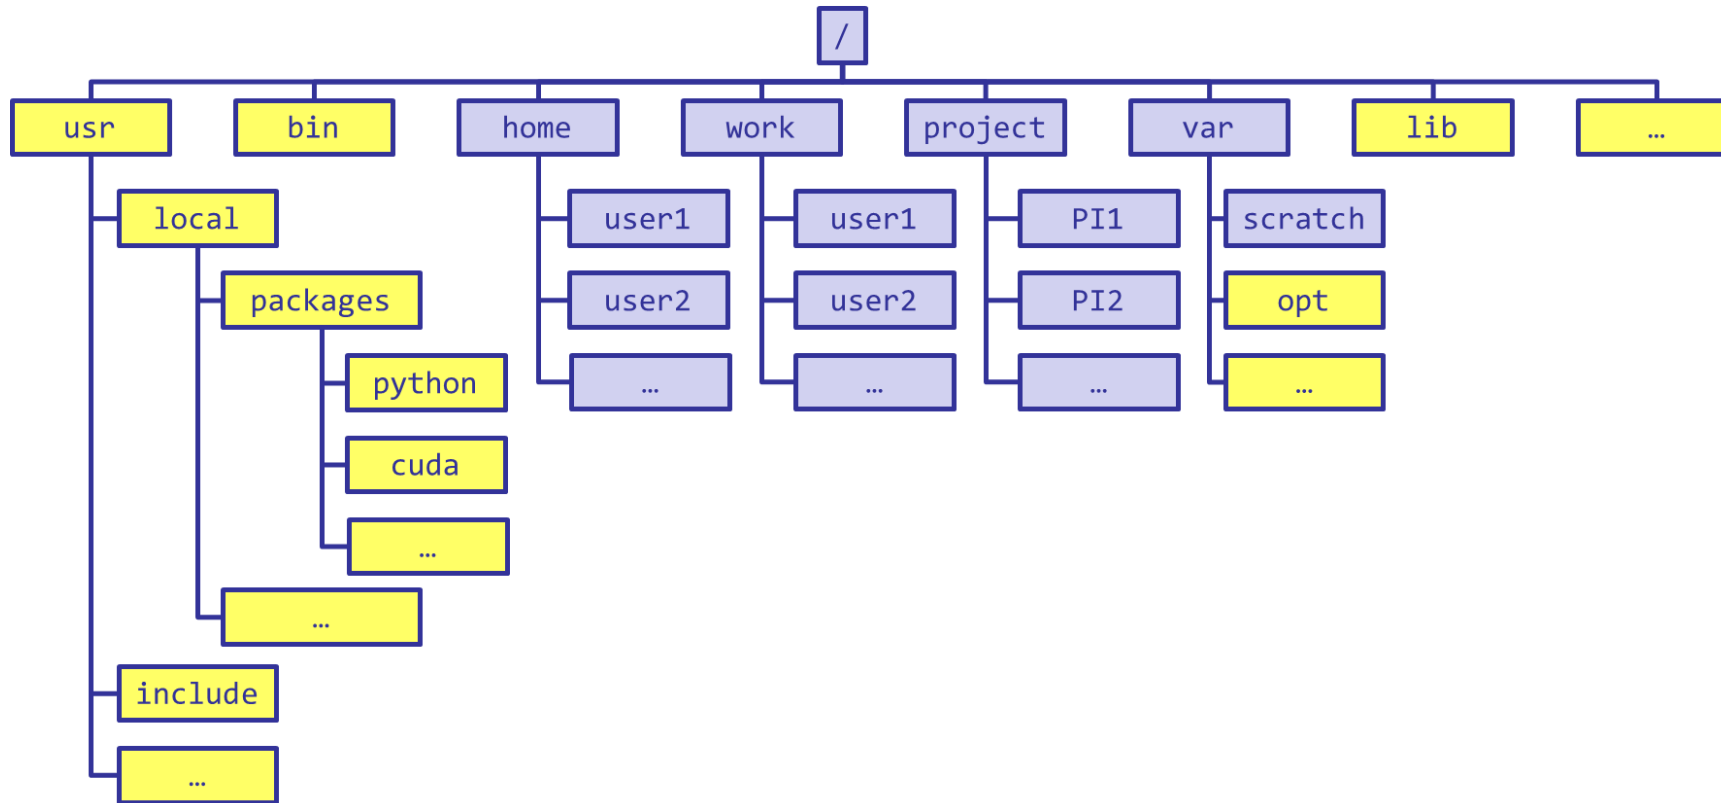 /
usr
bin
home
work
project
var
lib
…
local
user1
user1
PI1
scratch
packages
user2
user2
PI2
opt
python
…
…
…
…
cuda
…
…
include
…